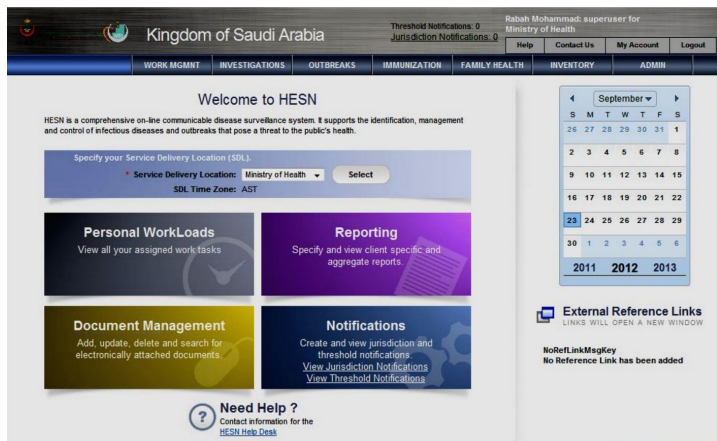 Kingdom of Saudi Arabia
Threshold Notifications: 0
Jurisdiction Notifications: 0
Rabah Mohammad: superuser for
Ministry of Health
Help Contact Us My Account Logout
WORK MGMNT INVESTIGATIONS OUTBREAKS IMMUNIZATION FAMILY HEALTH INVENTORY ADMIN
Welcome to HESN
HESN is a comprehensive on-line communicable disease surveillance system. It supports the identification, management
and control of infectious diseases and outbreaks that pose a threat to the public's health.
Specify your Service Delivery Location (SDL).
* Service Delivery Location: Ministry of Health Select
SDL Time Zone: AST
Personal WorkLoads
View all your assigned work tasks
Reporting
Specify and view client specific and
aggregate reports.
Document Management
Add, update, delete and search for
electronically attached documents.
Notifications
Create and view jurisdiction and
threshold notifications
View Jurisdiction Notifications
View Threshold Notifications
? Need Help ?
Contact information for the
HESN Help Desk
September
S M T W T F S
26 27 28 29 30 31 1
2 3 4 5 6 7 8
9 10 11 12 13 14 15
16 17 18 19 20 21 22
23 24 25 26 27 28 29
30 1 2 3 4 5 6
2011 2012 2013
External Reference Links
LINKS WILL OPEN A NEW WINDOW
NoRefLinkMsgKey
No Reference Link has been added